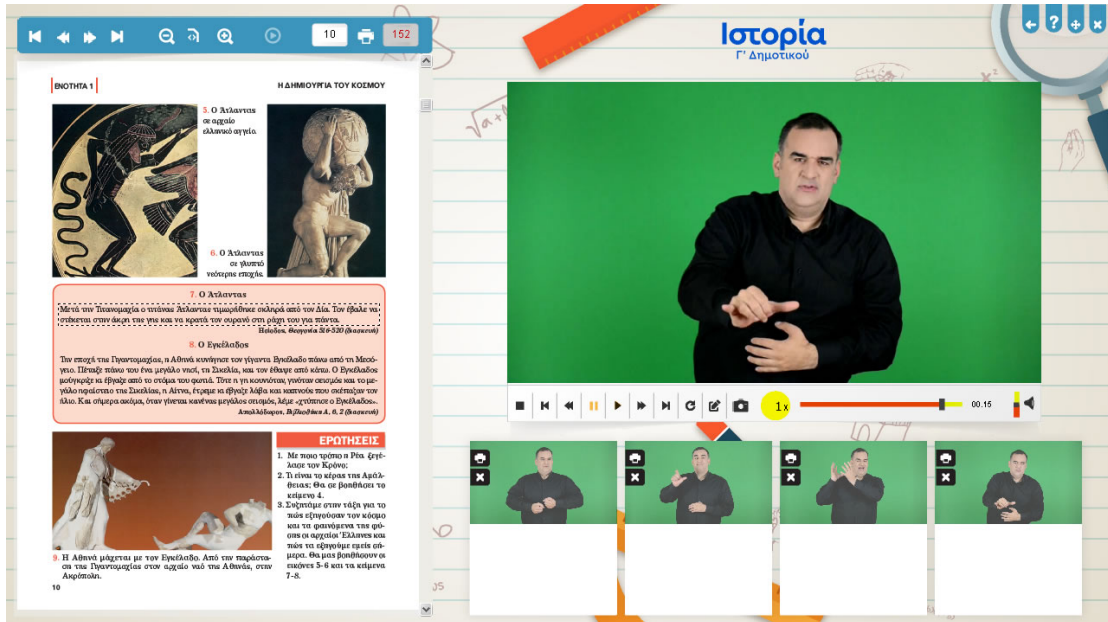 10
152
Ιστορία
Γ' Δημοτικού
ΕΝΟΤΗΤΑ 1
Η ΔΗΜΙΟΥΡΓΙΑ ΤΟΥ ΚΟΣΜΟΥ
5. Ο Άτλαντας
σε αρχαίο
ελληνικό αγγείο.
6. Ο Άτλαντας
σε γλυπτό
νεότερης εποχής.
7. Ο Άτλαντας
Μετά την Τιτανομαχία ο τιτάνας Άτλαντας τιμωρήθηκε σκληρά από τον Δία. Τον έβαλε να
στέκεται στην άκρη της γης και να κρατά τον ουρανό στη ράχη του για πάντα.
Ησίοδος, Θεογονία 516-520 (διασκευή)
8. Ο Εγκέλαδος
Την εποχή της Γιγαντομαχίας, η Αθηνά κυνήγησε τον γίγαντα Εγκέλαδο πάνω από τη Μεσό-
γειο. Πέταξε πάνω του ένα μεγάλο νησί, τη Σικελία, και τον έθαψε από κάτω. Ο Εγκέλαδος
μούγκριζε κι έβγαζε από το στόμα του φωτιά. Τότε η γη κουνιόταν, γινόταν σεισμός και το με-
γάλο ηφαίστειο της Σικελίας, η Αίτνα, έτρεμε κι έβγαζε λάβα και καπνούς που σκέπαζαν τον
ήλιο. Και σήμερα ακόμα, όταν γίνεται κανένας μεγάλος σεισμός, λέμε «χτύπησε ο Εγκέλαδος».
Απολλόδωρος, Βιβλιοθήκη Α, 6, 2 (διασκευή)
ΕΡΩΤΗΣΕΙΣ
1. Με ποιο τρόπο η Ρέα ξεγέ-
λασε τον Κρόνο;
2. Τι είναι το κέρας της Αμάλ-
θειας; Θα σε βοηθήσει το
κείμενο 4.
3. Συζητάμε στην τάξη για το
πώς εξηγούσαν τον κόσμο
και τα φαινόμενα της φύ-
σης οι αρχαίοι Έλληνες και
πώς τα εξηγούμε εμείς σή-
μερα. Θα μας βοηθήσουν οι
εικόνες 5-6 και τα κείμενα
7-8.
9. Η Αθηνά μάχεται με τον Εγκέλαδο. Από την παράστα-
ση της Γιγαντομαχίας στον αρχαίο ναό της Αθηνάς, στην
Ακρόπολη.
10
1x
00.15